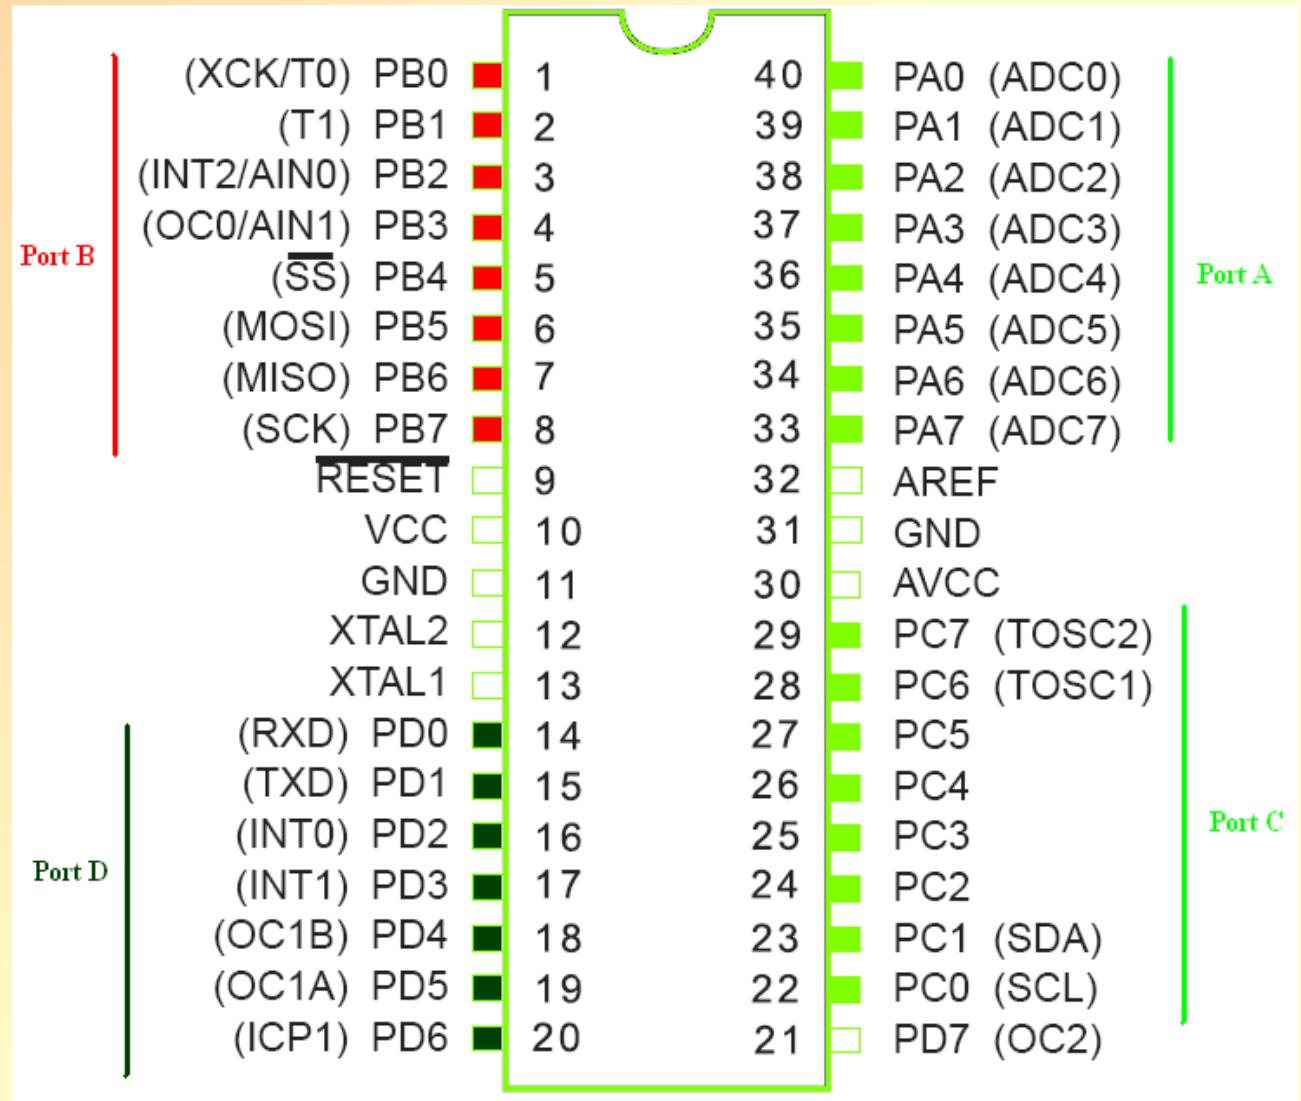 (XCK/T0) PB0 1 40 PA0 (ADC0)
(T1) PB1 2 39 PA1 (ADC1)
(INT2/AIN0) PB2 3 38 PA2 (ADC2)
(OC0/AIN1) PB3 4 37 PA3 (ADC3)
Port B
(SS) PB4 5 36 PA4 (ADC4)
Port A
(MOSI) PB5 6 35 PA5 (ADC5)
(MISO) PB6 7 34 PA6 (ADC6)
(SCK) PB7 8 33 PA7 (ADC7)
RESET 9 32 AREF
VCC 10 31 GND
GND 11 30 AVCC
XTAL2 12 29 PC7 (TOSC2)
XTAL1 13 28 PC6 (TOSC1)
(RXD) PD0 14 27 PC5
(TXD) PD1 15 26 PC4
(INT0) PD2 16 25 PC3
Port C
Port D
(INT1) PD3 17 24 PC2
(OC1B) PD4 18 23 PC1 (SDA)
(OC1A) PD5 19 22 PC0 (SCL)
(ICP1) PD6 20 21 PD7 (OC2)